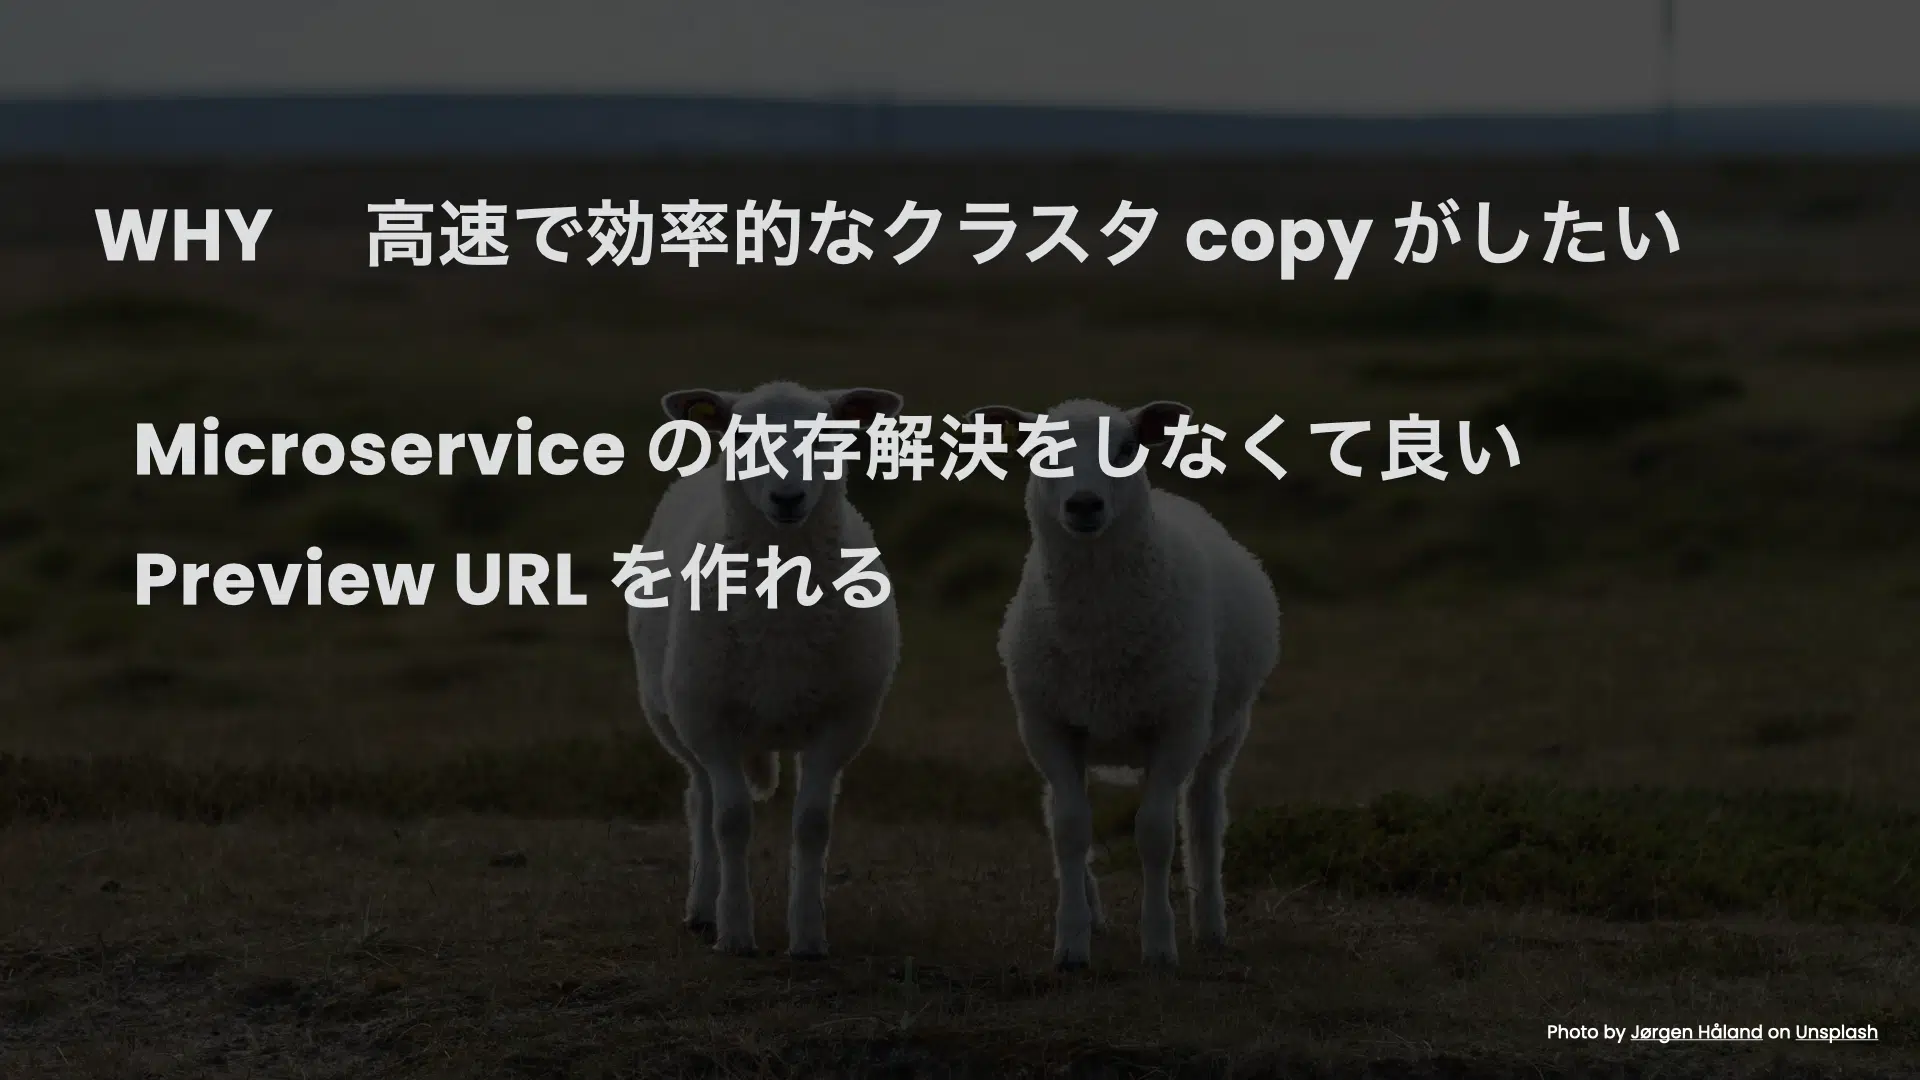 WHY 高速で効率的なクラスタ copy がしたい
Microservice の依存解決をしなくて良い
Preview URL を作れる
Photo by Jørgen Håland on Unsplash